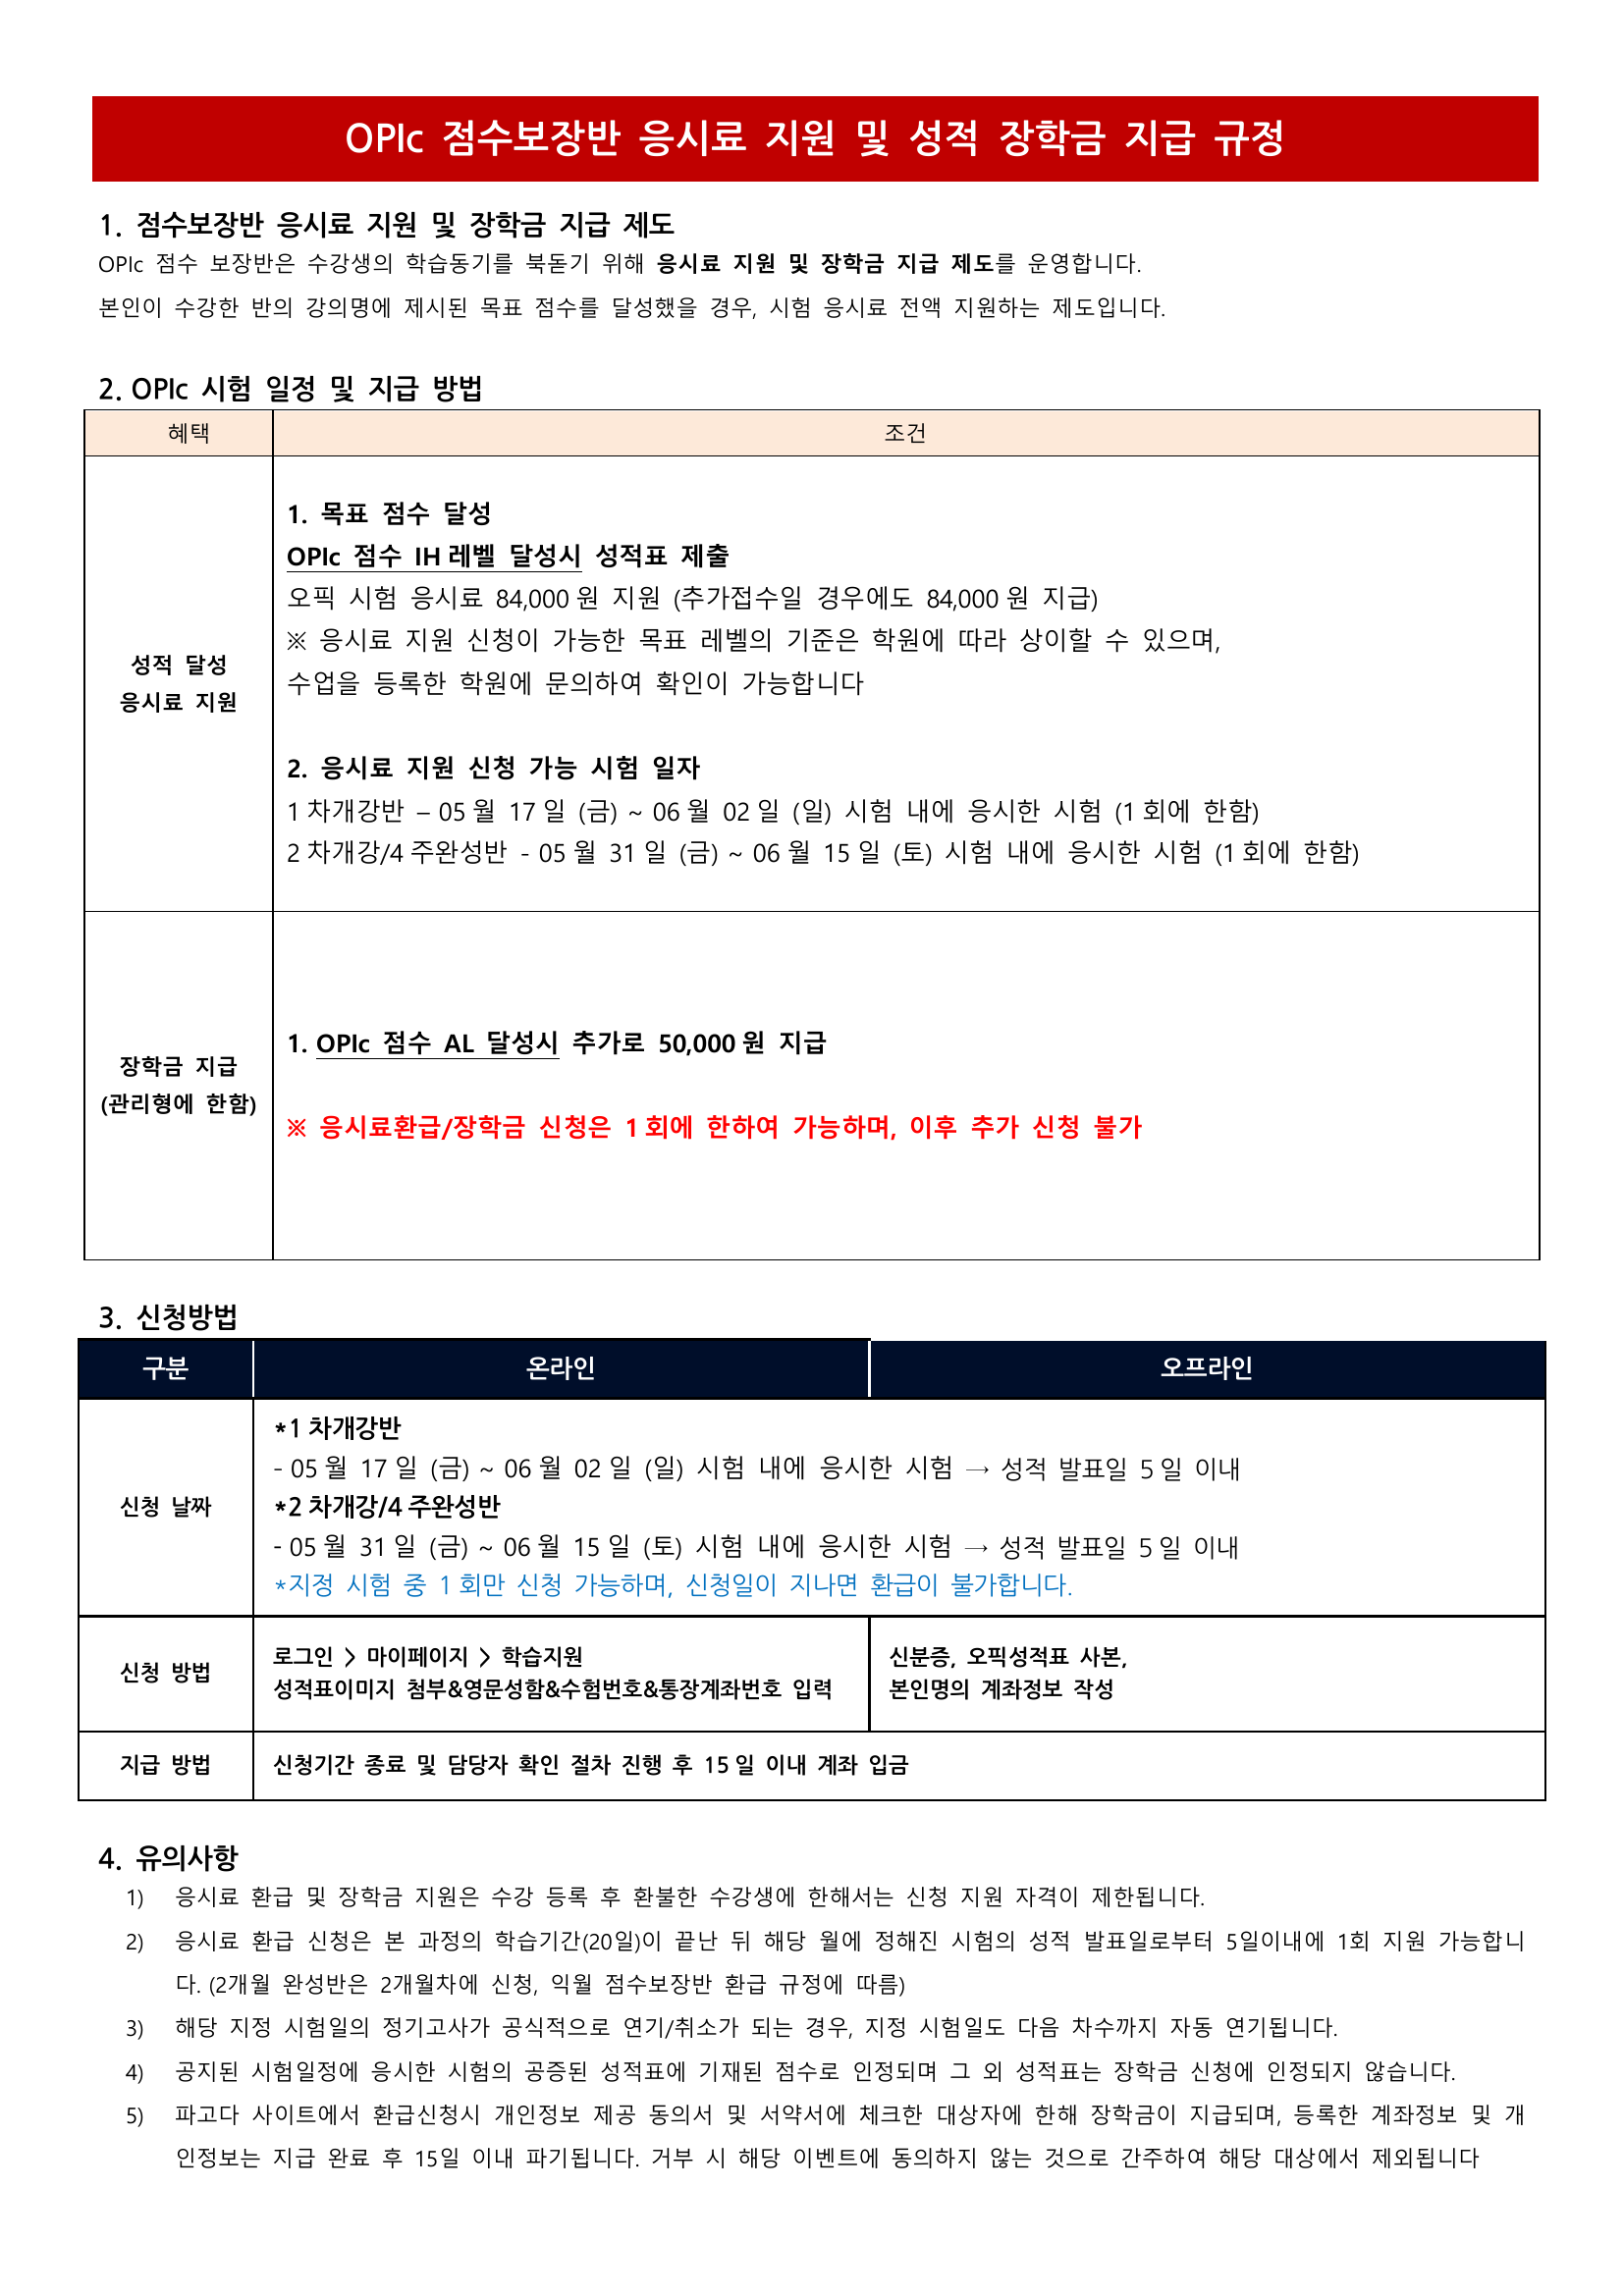 OPIc 점수보장반 응시료 지원 및 성적 장학금 지급 규정
1. 점수보장반 응시료 지원 및 장학금 지급 제도
OPIc 점수 보장반은 수강생의 학습동기를 북돋기 위해 응시료 지원 및 장학금 지급 제도를 운영합니다.
본인이 수강한 반의 강의명에 제시된 목표 점수를 달성했을 경우, 시험 응시료 전액 지원하는 제도입니다.
2. OPIc 시험 일정 및 지급 방법
혜택
조건
성적 달성
응시료 지원
1. 목표 점수 달성
OPIc 점수 IH 레벨 달성시 성적표 제출
오픽 시험 응시료 84,000 원 지원 (추가접수일 경우에도 84,000 원 지급)
※ 응시료 지원 신청이 가능한 목표 레벨의 기준은 학원에 따라 상이할 수 있으며,
수업을 등록한 학원에 문의하여 확인이 가능합니다
2. 응시료 지원 신청 가능 시험 일자
1 차개강반 – 05 월 17 일 (금) ~ 06 월 02 일 (일) 시험 내에 응시한 시험 (1 회에 한함)
2 차개강/4 주완성반 - 05 월 31 일 (금) ~ 06 월 15 일 (토) 시험 내에 응시한 시험 (1 회에 한함)
장학금 지급
(관리형에 한함)
1. OPIc 점수 AL 달성시 추가로 50,000 원 지급
※ 응시료환급/장학금 신청은 1 회에 한하여 가능하며, 이후 추가 신청 불가
3. 신청방법
구분
온라인
오프라인
신청 날짜
*1 차개강반
- 05 월 17 일 (금) ~ 06 월 02 일 (일) 시험 내에 응시한 시험 → 성적 발표일 5 일 이내
*2 차개강/4 주완성반
- 05 월 31 일 (금) ~ 06 월 15 일 (토) 시험 내에 응시한 시험 → 성적 발표일 5 일 이내
*지정 시험 중 1 회만 신청 가능하며, 신청일이 지나면 환급이 불가합니다.
신청 방법
로그인 > 마이페이지 > 학습지원
성적표이미지 첨부&영문성함&수험번호&통장계좌번호 입력
신분증, 오픽성적표 사본,
본인명의 계좌정보 작성
지급 방법
신청기간 종료 및 담당자 확인 절차 진행 후 15 일 이내 계좌 입금
4. 유의사항
1) 응시료 환급 및 장학금 지원은 수강 등록 후 환불한 수강생에 한해서는 신청 지원 자격이 제한됩니다.
2) 응시료 환급 신청은 본 과정의 학습기간(20일)이 끝난 뒤 해당 월에 정해진 시험의 성적 발표일로부터 5일이내에 1회 지원 가능합니
다. (2개월 완성반은 2개월차에 신청, 익월 점수보장반 환급 규정에 따름)
3) 해당 지정 시험일의 정기고사가 공식적으로 연기/취소가 되는 경우, 지정 시험일도 다음 차수까지 자동 연기됩니다.
4) 공지된 시험일정에 응시한 시험의 공증된 성적표에 기재된 점수로 인정되며 그 외 성적표는 장학금 신청에 인정되지 않습니다.
5) 파고다 사이트에서 환급신청시 개인정보 제공 동의서 및 서약서에 체크한 대상자에 한해 장학금이 지급되며, 등록한 계좌정보 및 개
인정보는 지급 완료 후 15일 이내 파기됩니다. 거부 시 해당 이벤트에 동의하지 않는 것으로 간주하여 해당 대상에서 제외됩니다